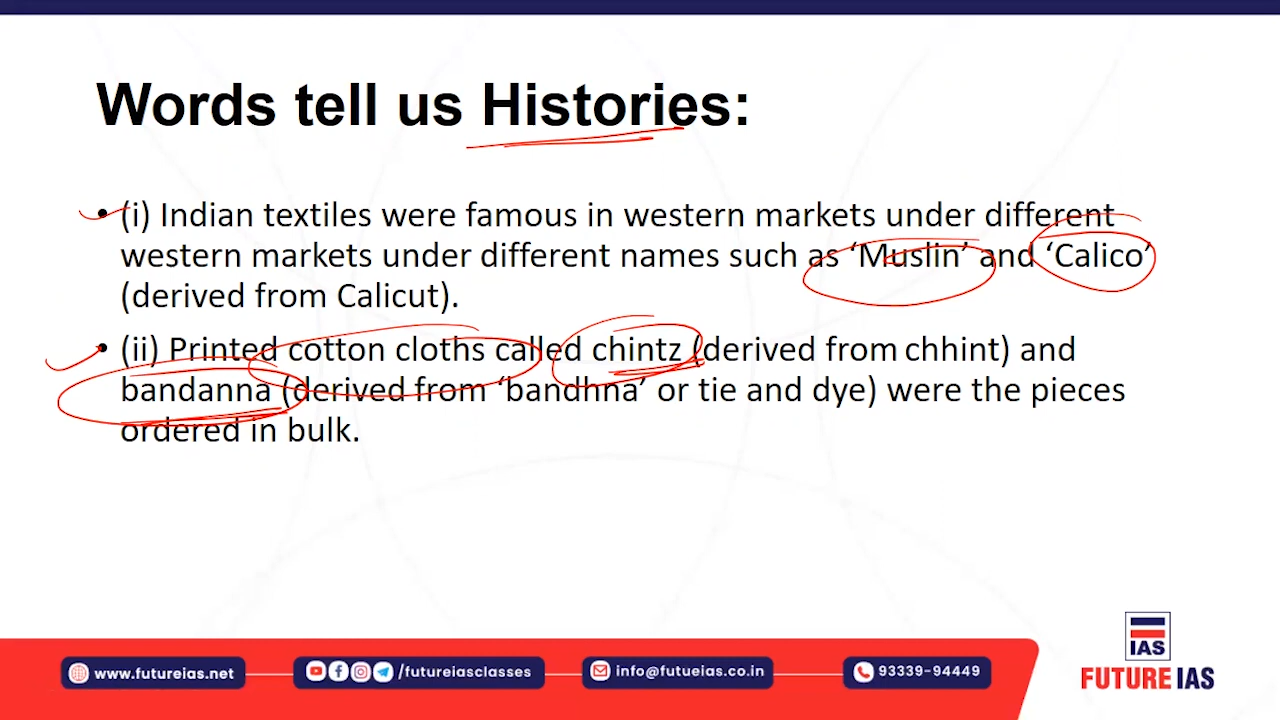 Words tell us Histories:
• (i) Indian textiles were famous in western markets under different
western markets under different names such as ‘Muslin’ and ‘Calico’
(derived from Calicut).
• (ii) Printed cotton cloths called chintz (derived from chhint) and
bandanna (derived from ‘bandhna’ or tie and dye) were the pieces
ordered in bulk.
IAS
FUTURE IAS
www.futureias.net
/futureiasclasses
info@futueias.co.in
93339-94449